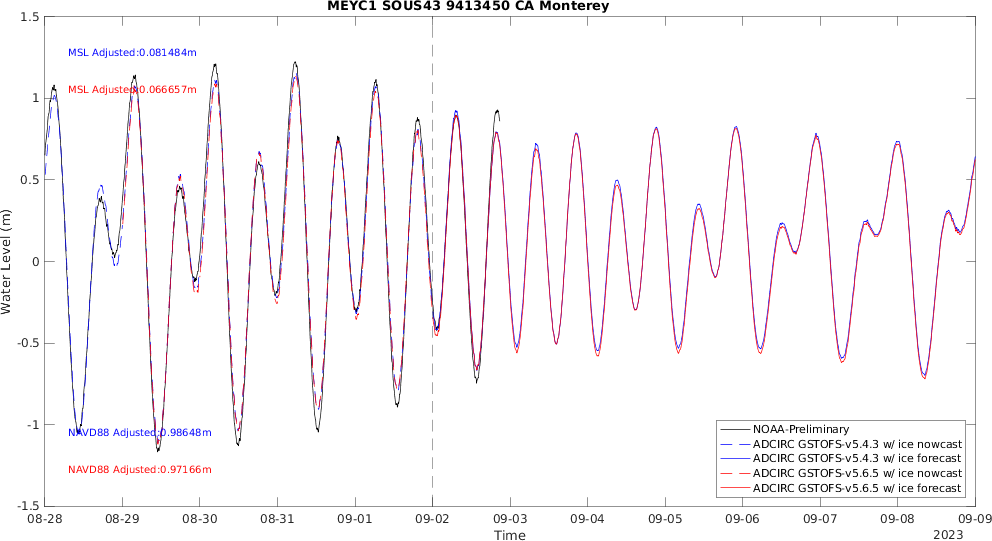 MEYC1 SOUS43 9413450 CA Monterey
1.5
1
0.5
0
-0.5
-1
-1.5
Water Level (m)
MSL Adjusted:0.081484m
MSL Adjusted:0.066657m
NAVD88 Adjusted:0.98648m
NAVD88 Adjusted:0.97166m
NOAA-Preliminary
ADCIRC GSTOFS-v5.4.3 w/ ice nowcast
ADCIRC GSTOFS-v5.4.3 w/ ice forecast
ADCIRC GSTOFS-v5.6.5 w/ ice nowcast
ADCIRC GSTOFS-v5.6.5 w/ ice forecast
08-28 08-29 08-30 08-31 09-01 09-02 09-03 09-04 09-05 09-06 09-07 09-08 09-09
Time
2023